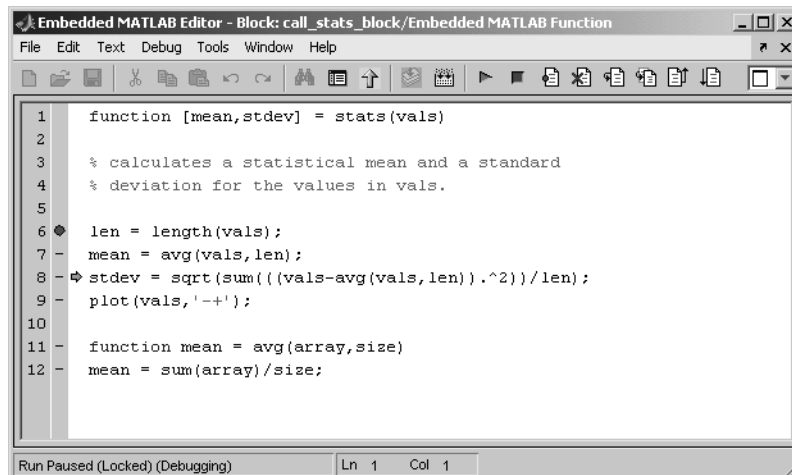 Embedded MATLAB Editor - Block: call_stats_block/Embedded MATLAB Function
File Edit Text Debug Tools Window Help
1 function [mean,stdev] = stats(vals)
2
3 % calculates a statistical mean and a standard
4 % deviation for the values in vals.
5
6 len = length(vals);
7 - mean = avg(vals,len);
8 - stdev = sqrt(sum(((vals-avg(vals,len)).^2))/len);
9 - plot(vals,'-+');
10
11 - function mean = avg(array,size)
12 - mean = sum(array)/size;
Run Paused (Locked) (Debugging) Ln 1 Col 1